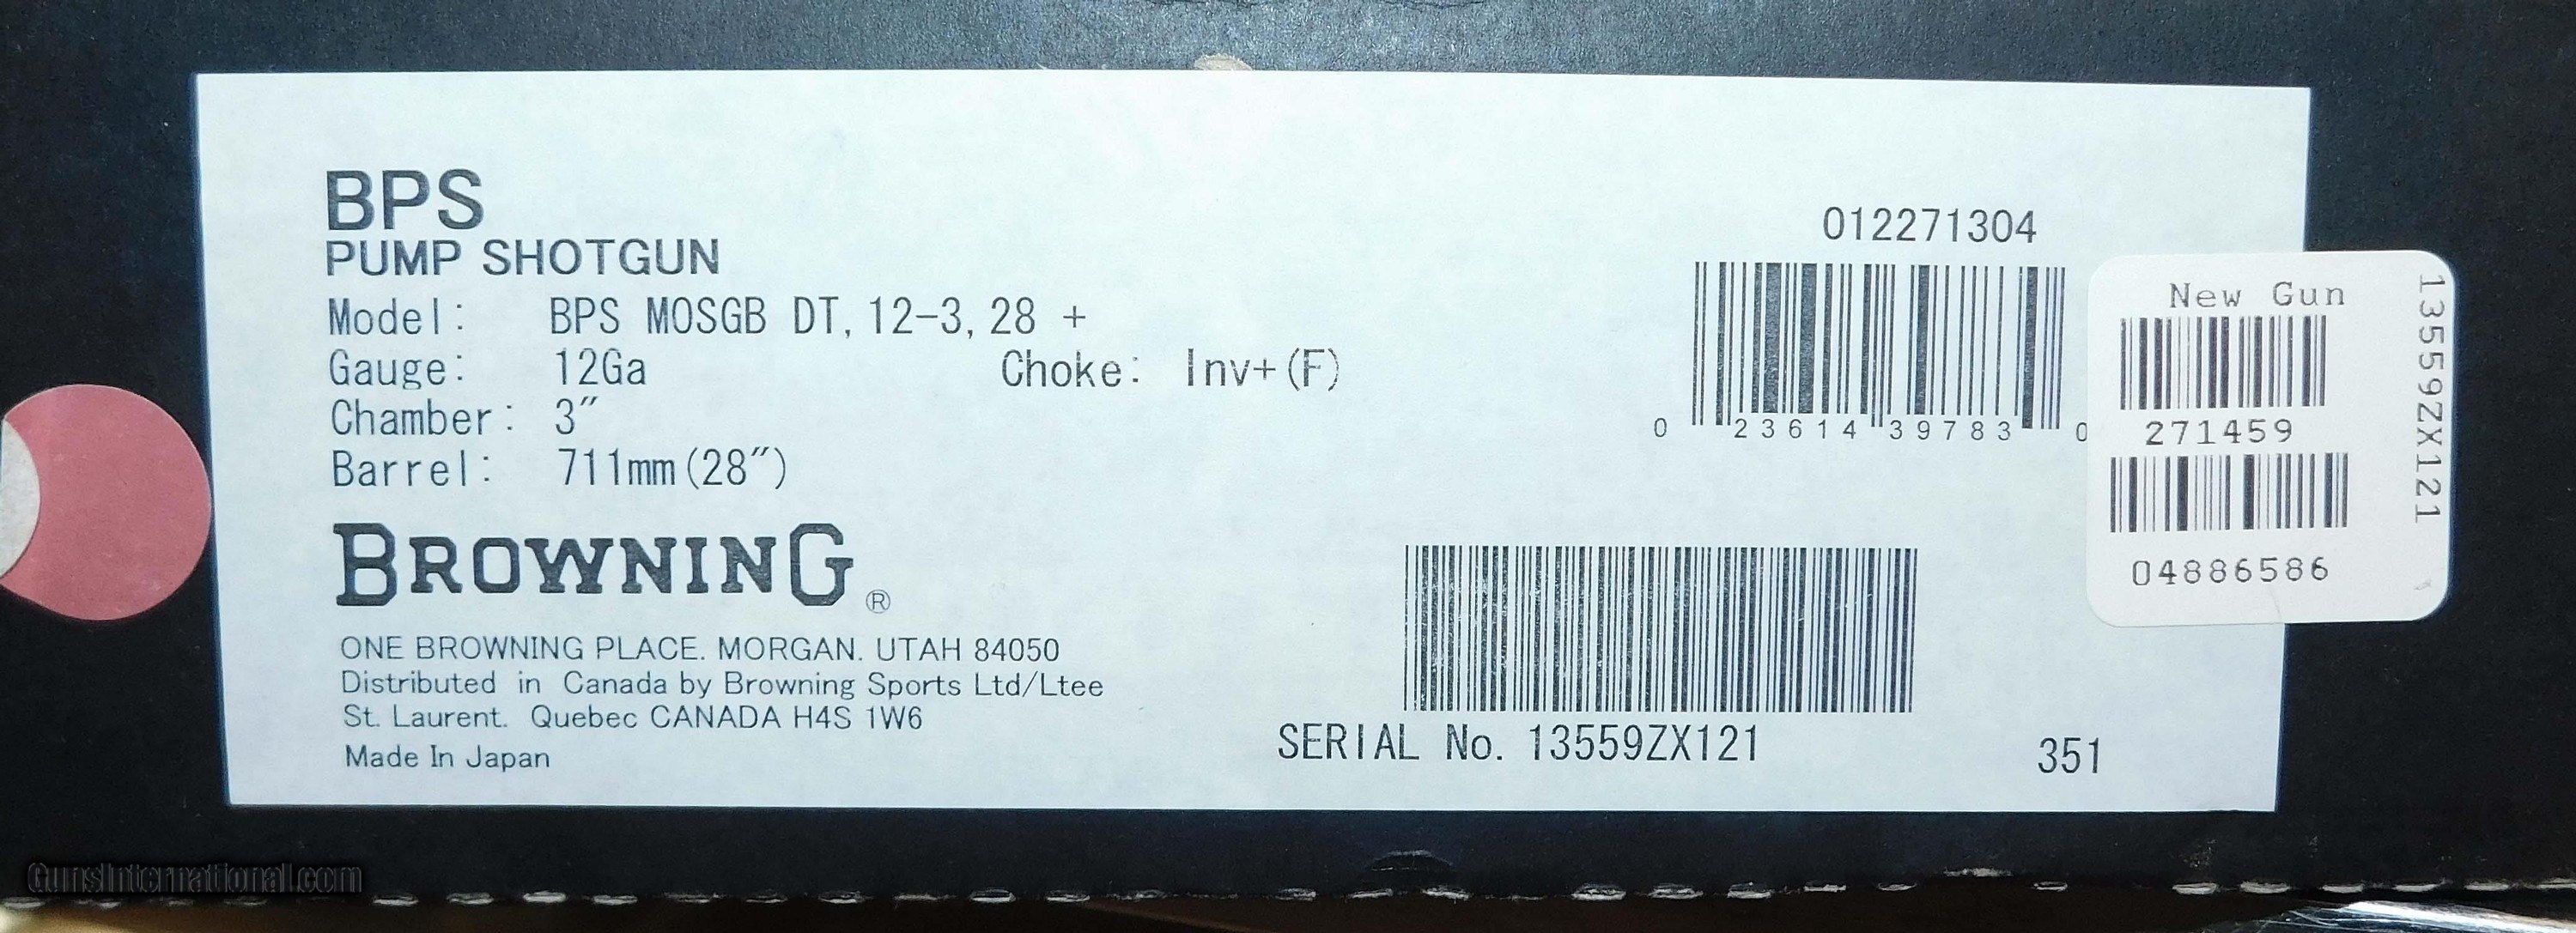 BPS
PUMP SHOTGUN
Model: BPS MOSGB DT, 12-3, 28 +
Gauge: 12Ga Choke: Inv+(F)
Chamber: 3"
Barrel: 711mm(28")
BROWNING®
ONE BROWNING PLACE. MORGAN. UTAH 84050
Distributed in Canada by Browning Sports Ltd/Ltee
St. Laurent. Quebec CANADA H4S 1W6
Made In Japan
012271304
0 23614 39783 0
SERIAL No. 13559ZX121
351
New Gun
271459
04886586
13559ZX121
GunsInternational.com